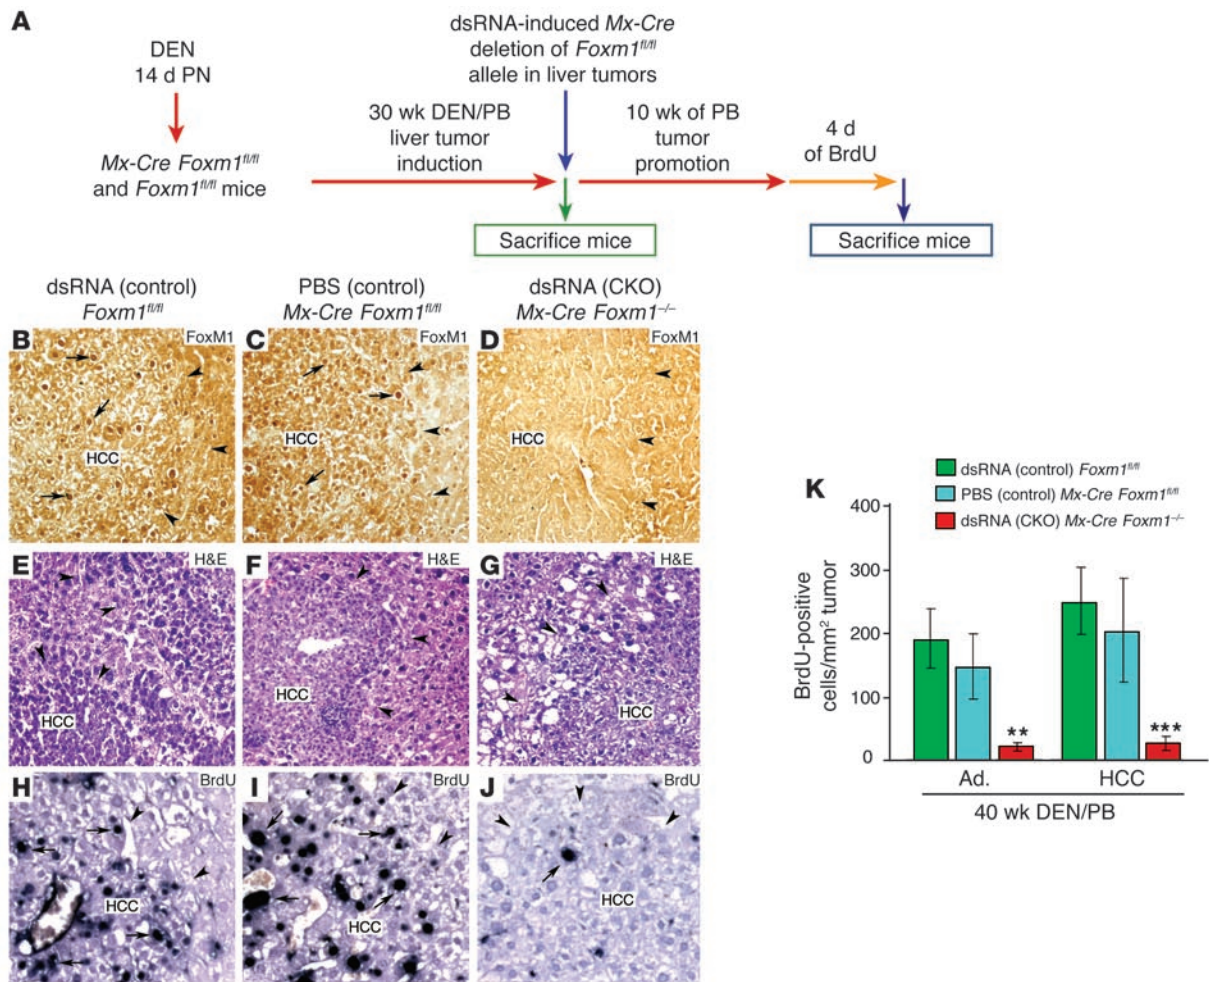 A
DEN
14 d PN
Mx-Cre Foxm1fl/fl
and Foxm1fl/fl mice
30 wk DEN/PB
liver tumor
induction
dsRNA-induced Mx-Cre
deletion of Foxm1fl/fl
allele in liver tumors
10 wk of PB
tumor
promotion
4 d
of BrdU
Sacrifice mice
Sacrifice mice
dsRNA (control)
Foxm1fl/fl
PBS (control)
Mx-Cre Foxm1fl/fl
dsRNA (CKO)
Mx-Cre Foxm1–/–
B FoxM1
HCC
C FoxM1
HCC
D FoxM1
HCC
E H&E
HCC
F H&E
HCC
G H&E
HCC
H BrdU
HCC
I BrdU
HCC
J BrdU
HCC
K
dsRNA (control) Foxm1fl/fl
PBS (control) Mx-Cre Foxm1fl/fl
dsRNA (CKO) Mx-Cre Foxm1–/–
BrdU-positive
cells/mm² tumor
400
300
200
100
0
**
***
Ad.
HCC
40 wk DEN/PB